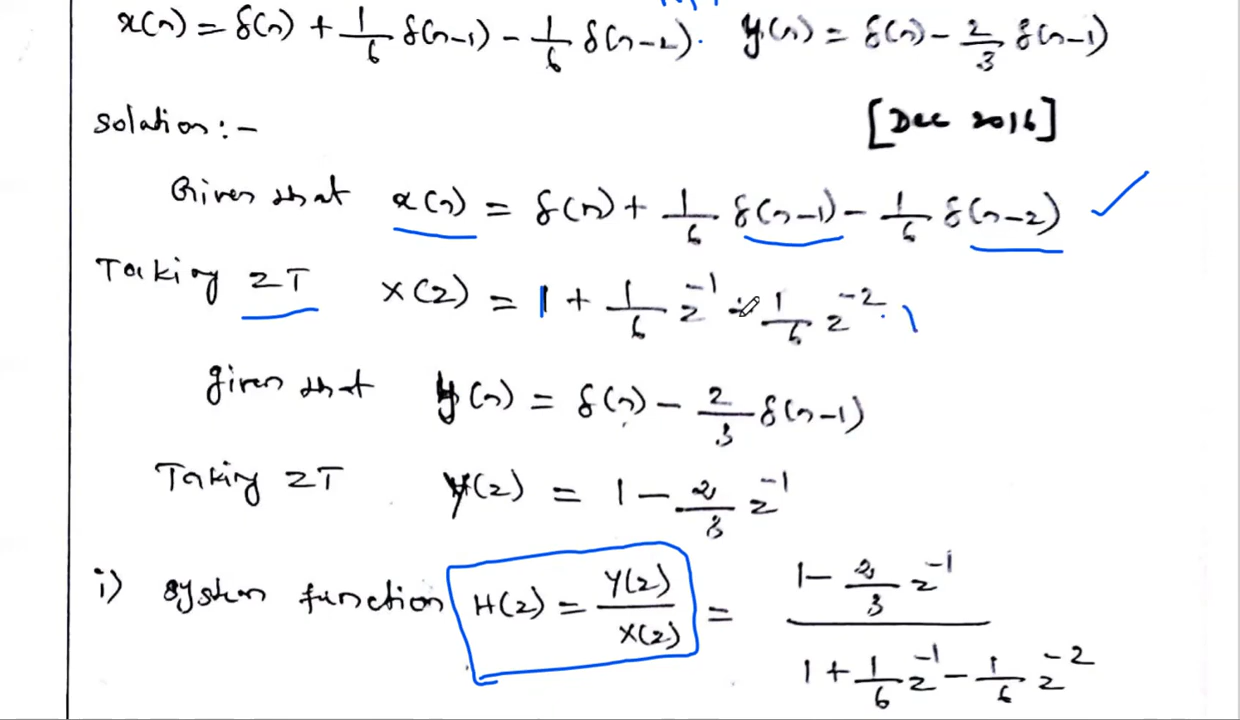 x(n) = δ(n) + 1/6 δ(n-1) - 1/6 δ(n-2). y(n) = δ(n) - 2/3 δ(n-1)
[Dec 2016]
Solution:-
Given that x(n) = δ(n) + 1/6 δ(n-1) - 1/6 δ(n-2)
Taking ZT X(z) = 1 + 1/6 z^-1 - 1/6 z^-2
given that y(n) = δ(n) - 2/3 δ(n-1)
Taking ZT Y(z) = 1 - 2/3 z^-1
i) system function H(z) = Y(z)/X(z) = (1 - 2/3 z^-1)/(1 + 1/6 z^-1 - 1/6 z^-2)